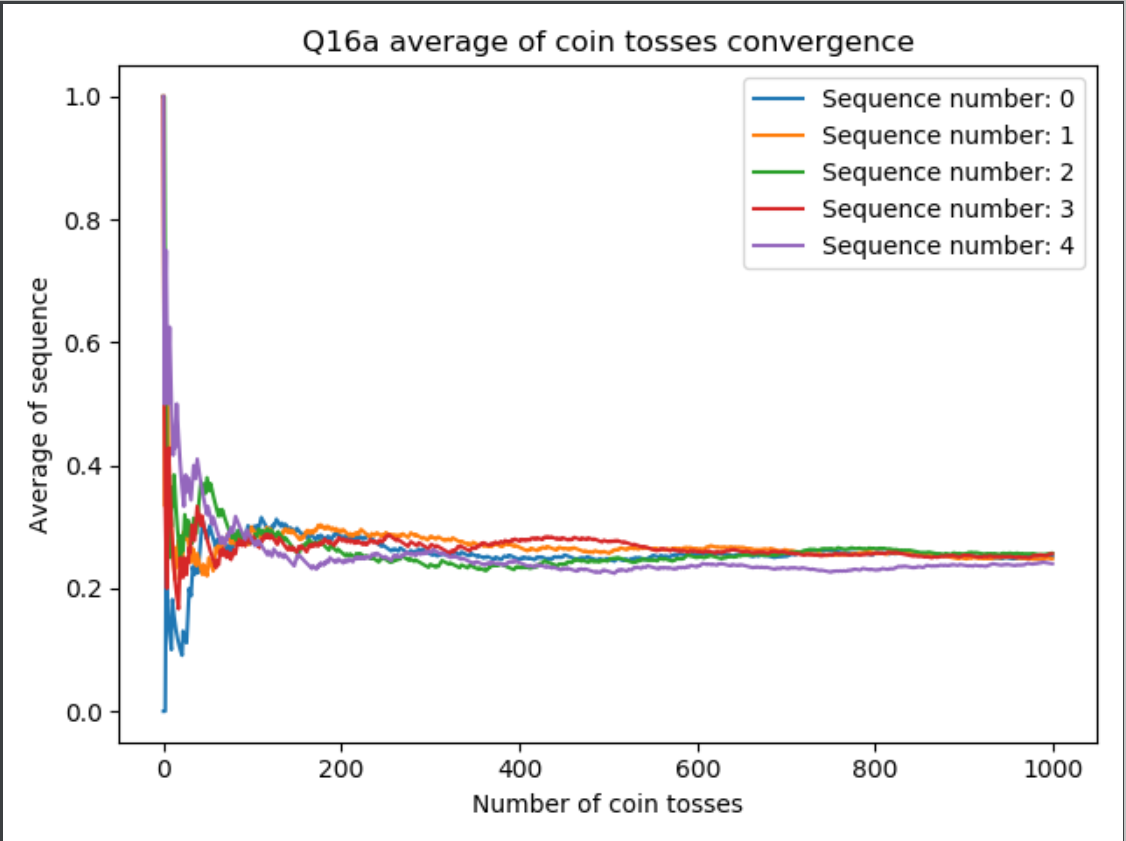 Q16a average of coin tosses convergence
Sequence number: 0
Sequence number: 1
Sequence number: 2
Sequence number: 3
Sequence number: 4
Average of sequence
1.0
0.8
0.6
0.4
0.2
0.0
0 200 400 600 800 1000
Number of coin tosses